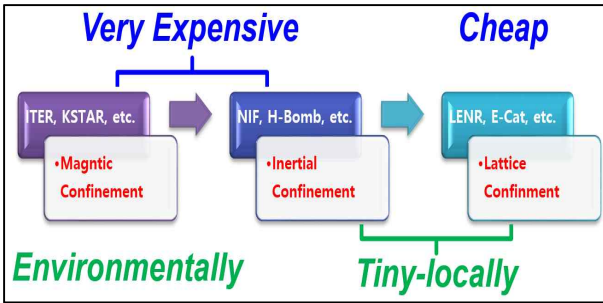 Very Expensive
Cheap
ITER, KSTAR, etc.
NIF, H-Bomb, etc.
LENR, E-Cat, etc.
•Magntic
Confinement
•Inertial
Confinement
•Lattice
Confinment
Environmentally
Tiny-locally